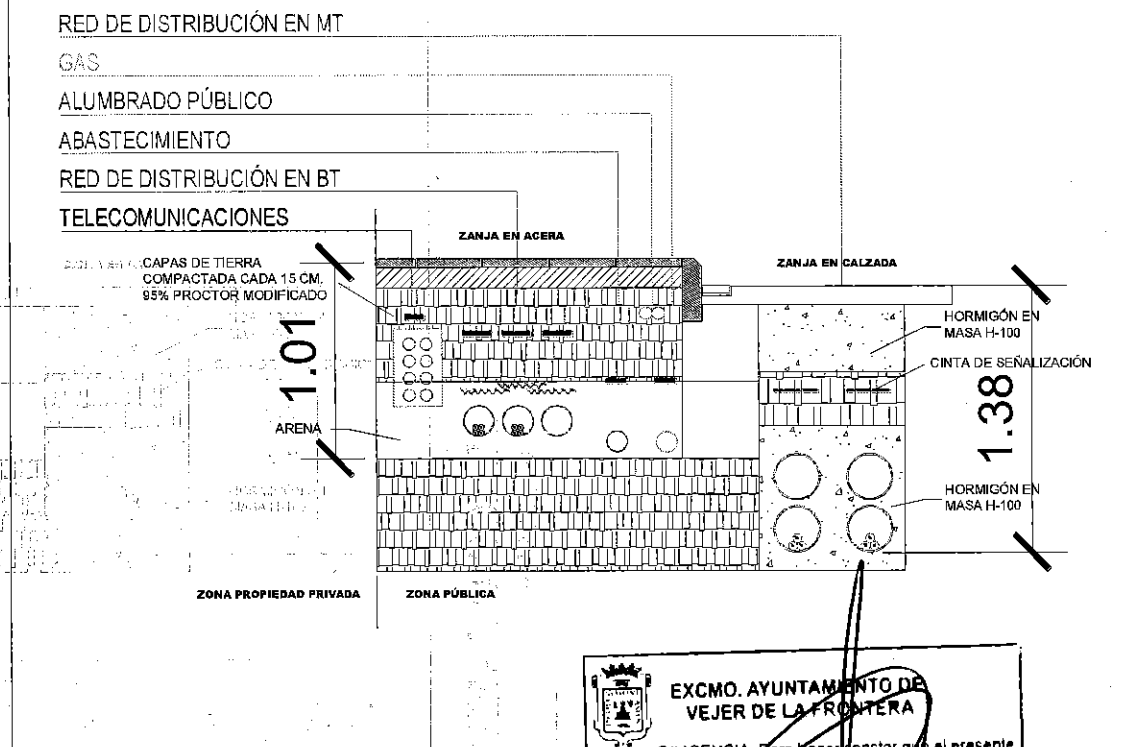 RED DE DISTRIBUCIÓN EN MT
GAS
ALUMBRADO PÚBLICO
ABASTECIMIENTO
RED DE DISTRIBUCIÓN EN BT
TELECOMUNICACIONES
ZANJA EN ACERA
ZANJA EN CALZADA
CAPAS DE TIERRA
COMPACTADA CADA 15 CM.
95% PROCTOR MODIFICADO
1.01
ARENA
HORMIGÓN EN
MASA H-100
CINTA DE SEÑALIZACIÓN
1.38
HORMIGÓN EN
MASA H-100
ZONA PROPIEDAD PRIVADA
ZONA PÚBLICA
EXCMO. AYUNTAMIENTO DE
VEJER DE LA FRONTERA
que el presente